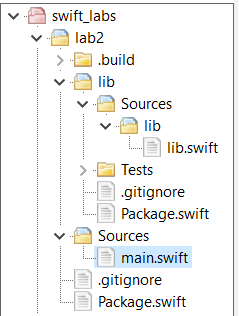 swift_labs
lab2
.build
lib
Sources
lib
lib.swift
Tests
.gitignore
Package.swift
Sources
main.swift
.gitignore
Package.swift